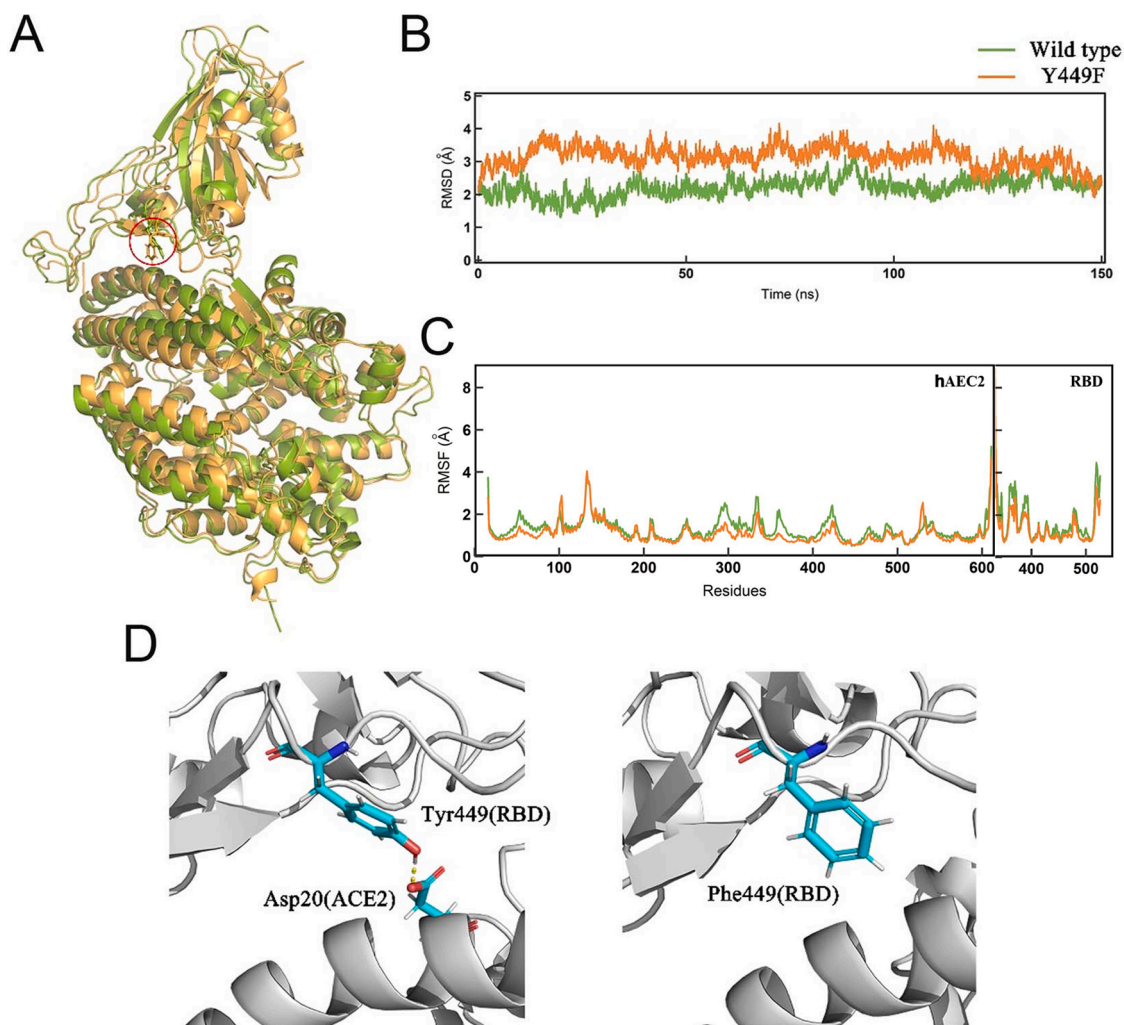 A
B
Wild type
Y449F
5
4
3
2
1
0
RMSD (Å)
0
50
100
150
Time (ns)
C
hAEC2
RBD
8
6
4
2
0
RMSF (Å)
0
100
200
300
400
500
600
400
500
Residues
D
Tyr449(RBD)
Asp20(ACE2)
Phe449(RBD)